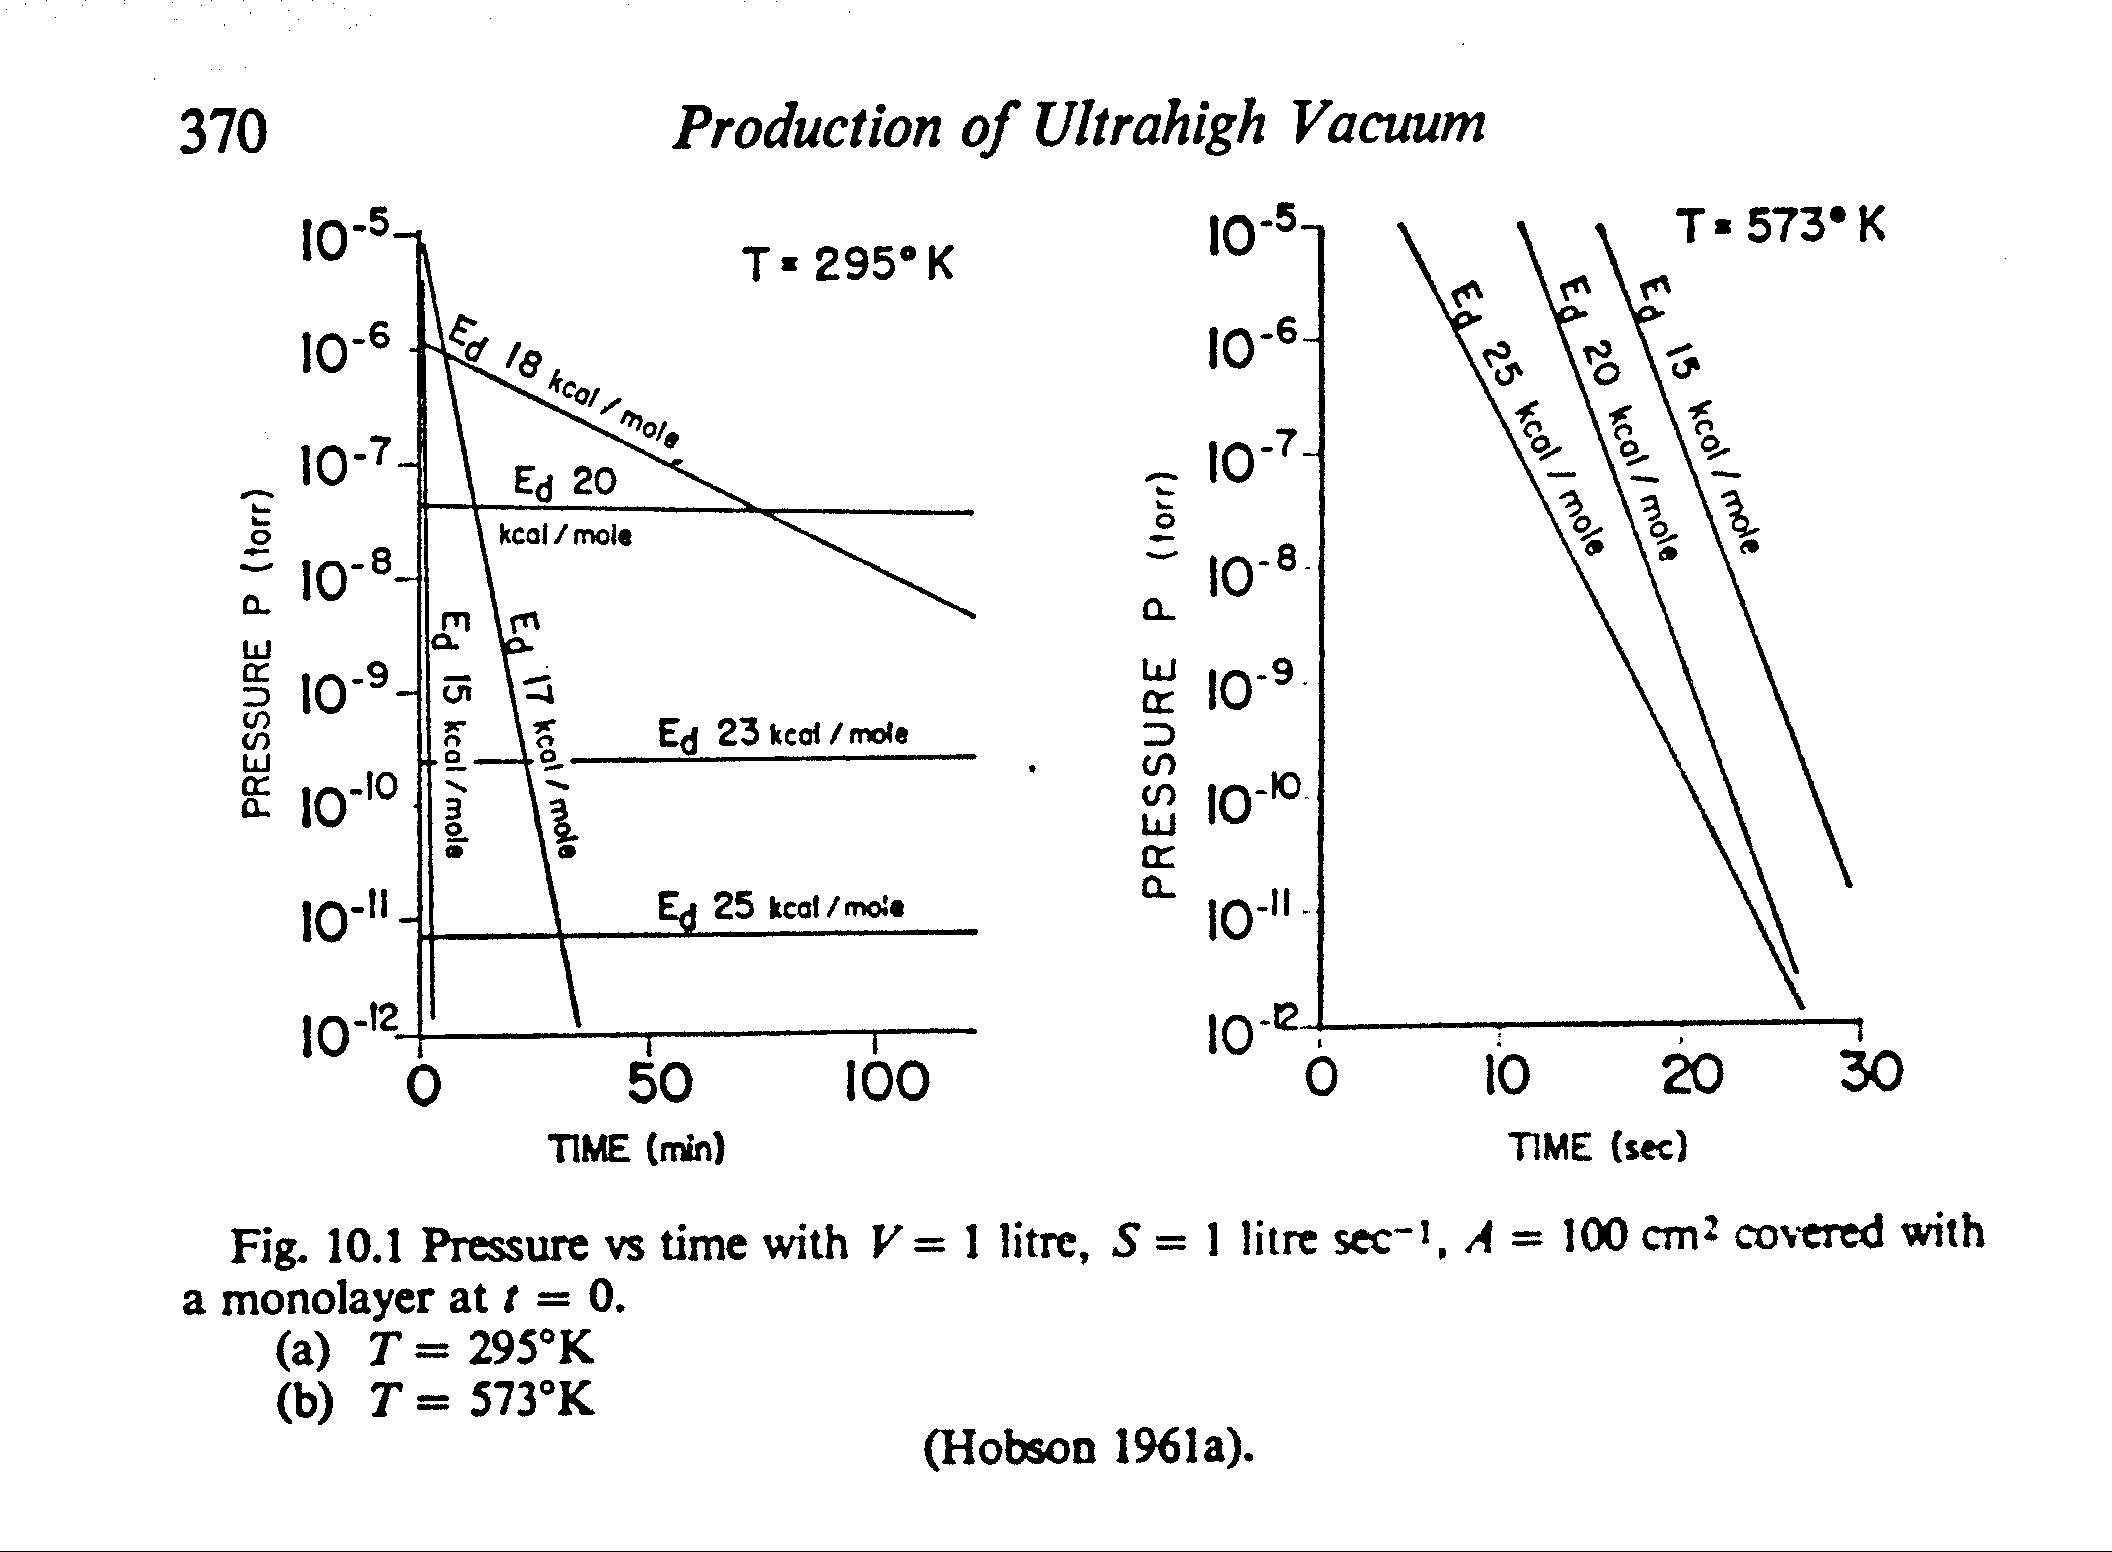 370 Production of Ultrahigh Vacuum
T = 295° K
10-5
10-6
10-7
10-8
10-9
10-10
10-11
10-12
PRESSURE P (torr)
Ed 18 kcal/mole
Ed 20
kcal/mole
Ed 15 kcal/mole
Ed 17 kcal/mole
Ed 23 kcal/mole
Ed 25 kcal/mole
0 50 100
TIME (min)
T = 573° K
10-5
10-6
10-7
10-8
10-9
10-10
10-11
10-12
PRESSURE P (torr)
Ed 25 kcal/mole
Ed 20 kcal/mole
Ed 15 kcal/mole
0 10 20 30
TIME (sec)
Fig. 10.1 Pressure vs time with V = 1 litre, S = 1 litre sec−1, A = 100 cm2 covered with
a monolayer at t = 0.
(a) T = 295°K
(b) T = 573°K
(Hobson 1961a).